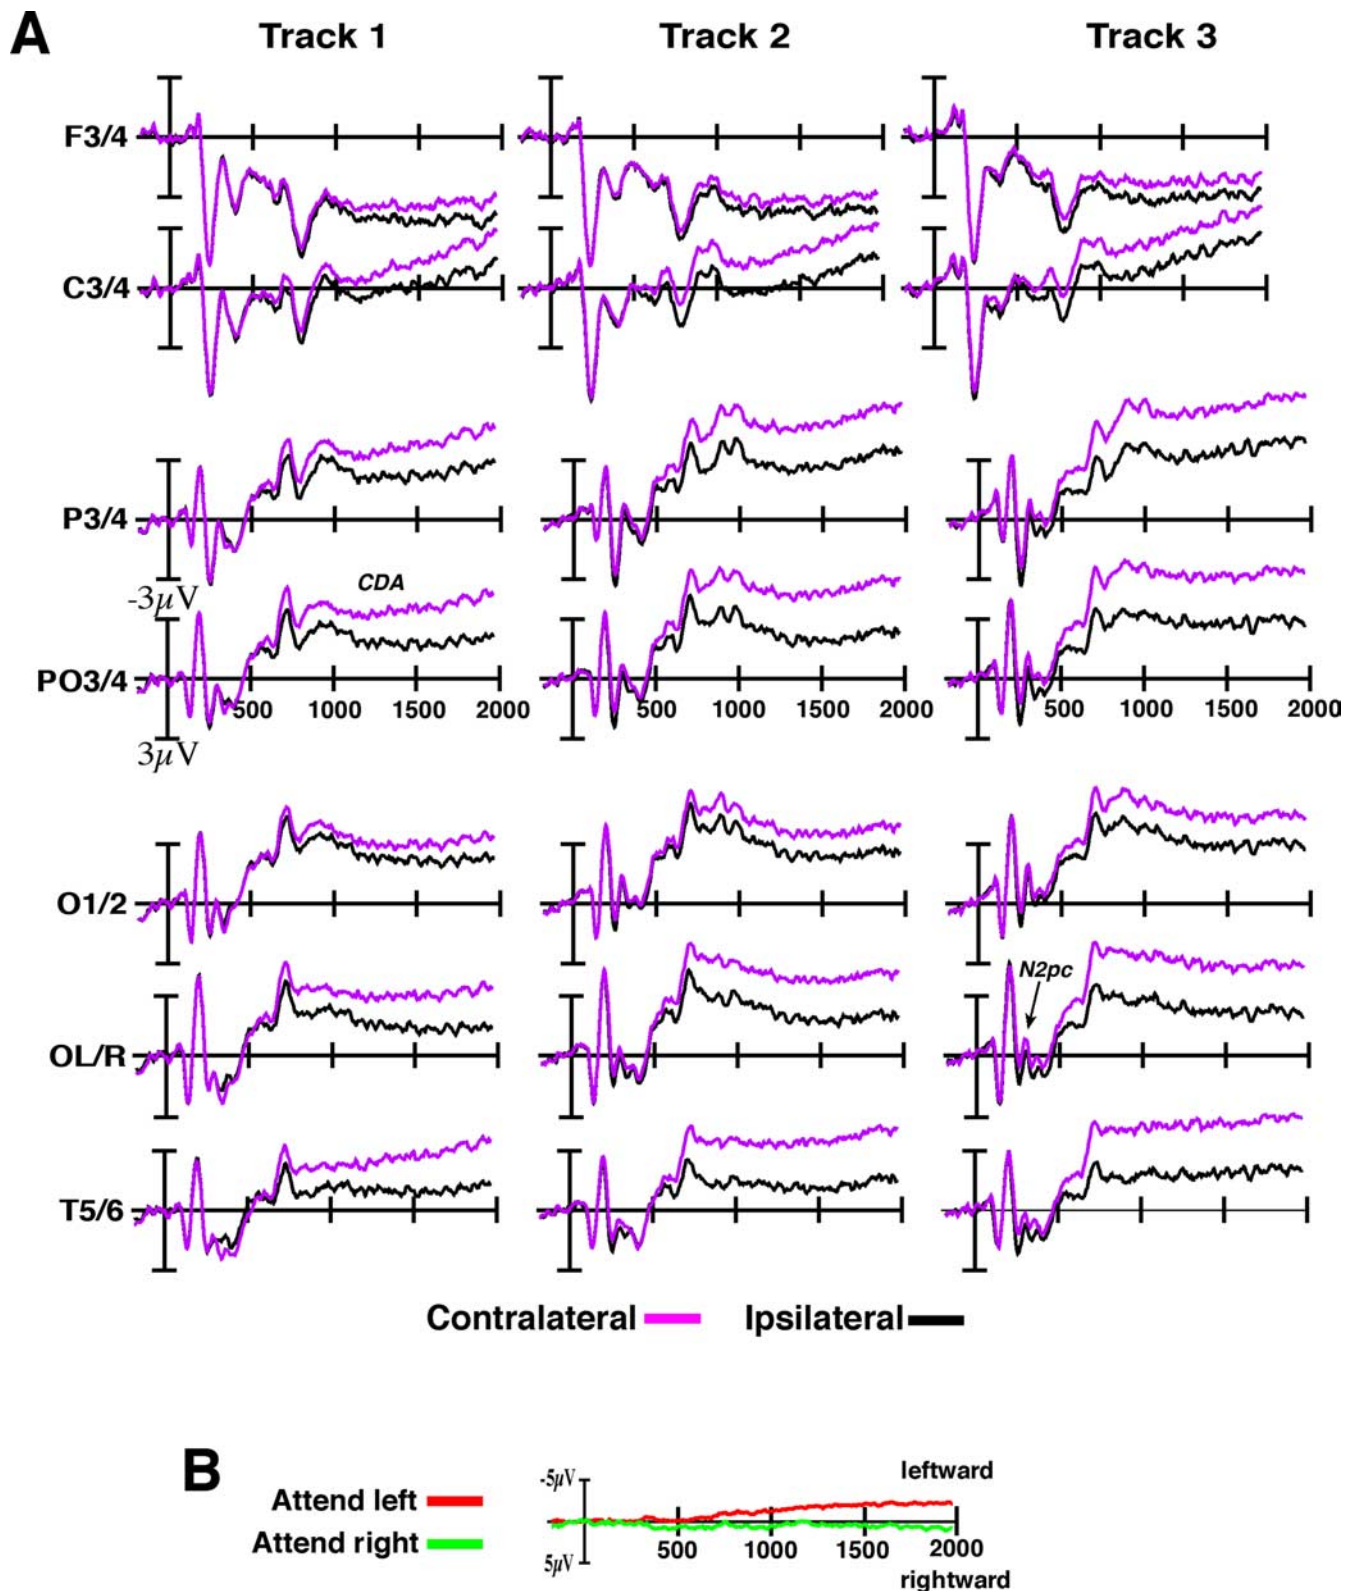 A
Track 1 Track 2 Track 3
F3/4
C3/4
P3/4
-3µV
CDA
PO3/4
500 1000 1500 2000 500 1000 1500 2000 500 1000 1500 2000
3µV
O1/2
N2pc
OL/R
T5/6
Contralateral Ipsilateral
B
-5µV leftward
Attend left
Attend right
500 1000 1500 2000
5µV rightward